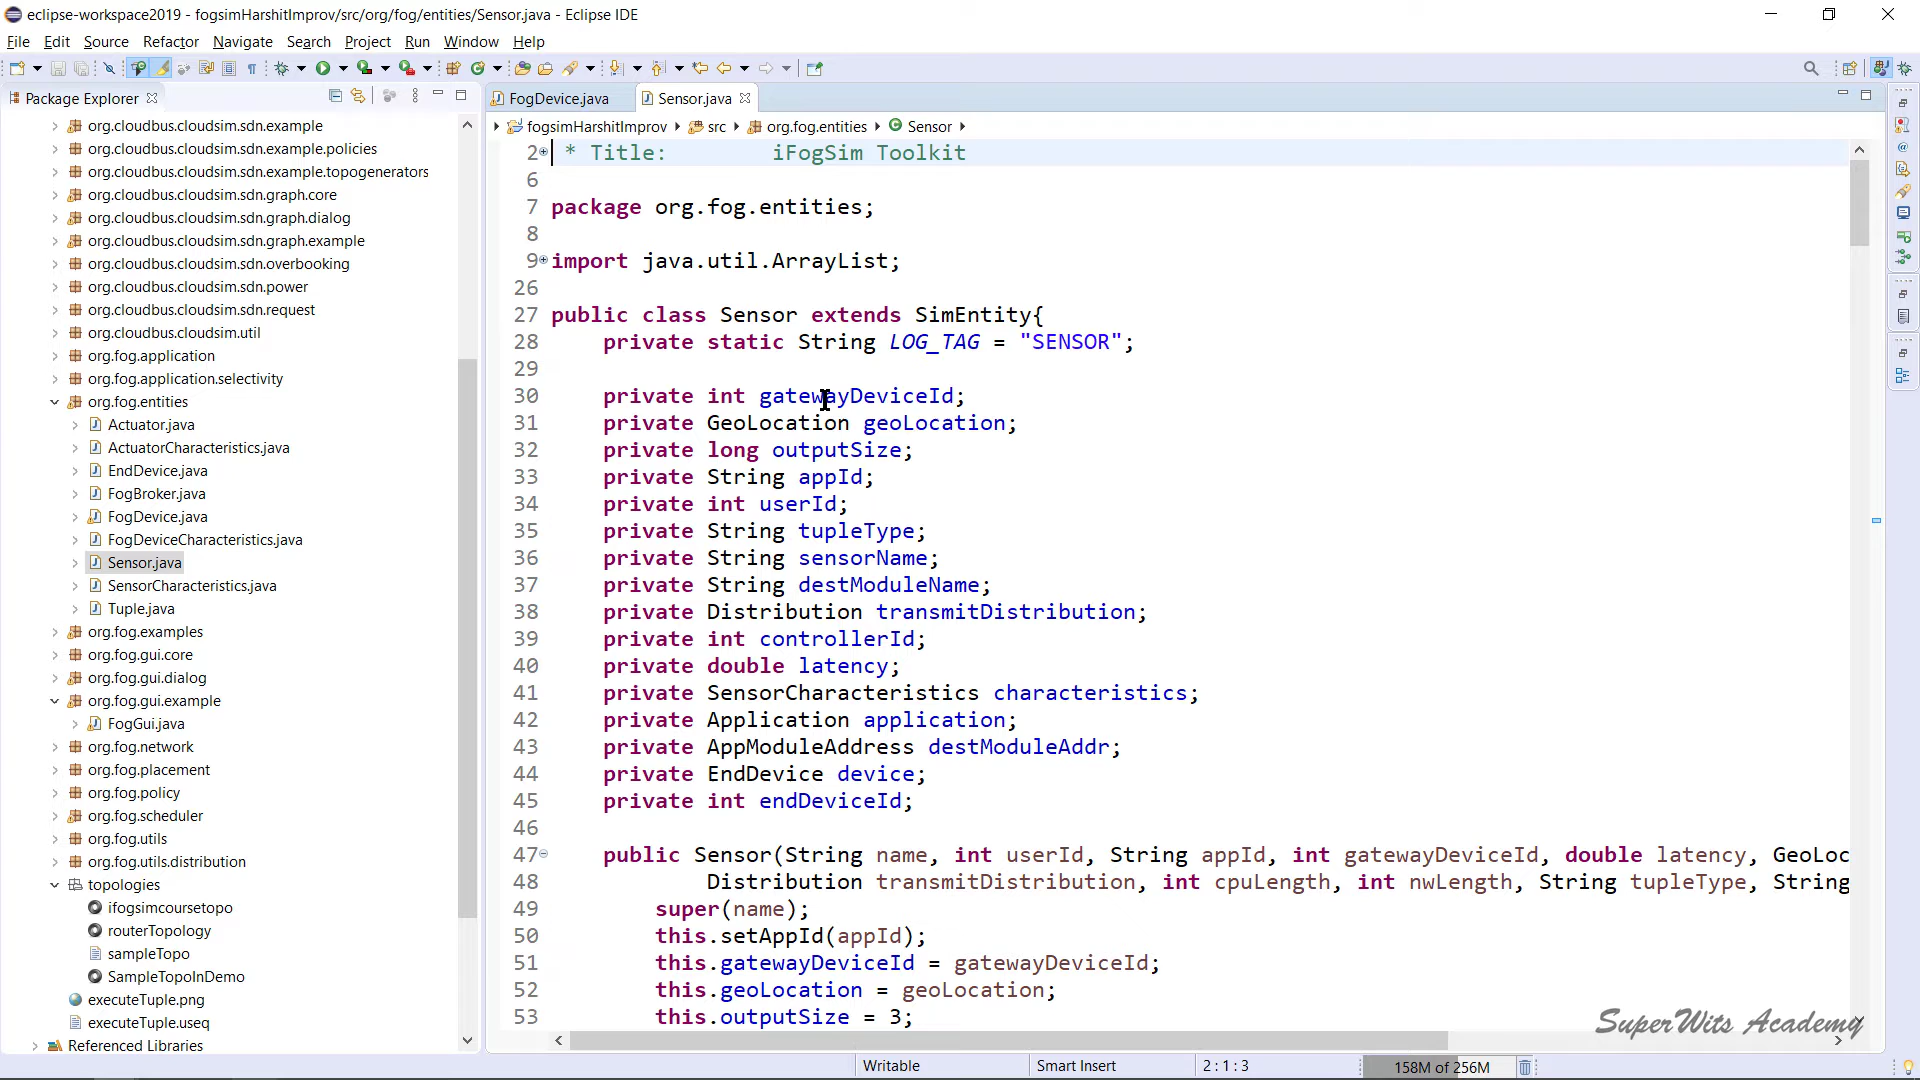 eclipse-workspace2019 - fogsimHarshitImprov/src/org/fog/entities/Sensor.java - Eclipse IDE
File Edit Source Refactor Navigate Search Project Run Window Help
Package Explorer
org.cloudbus.cloudsim.sdn.example
org.cloudbus.cloudsim.sdn.example.policies
org.cloudbus.cloudsim.sdn.example.topogenerators
org.cloudbus.cloudsim.sdn.graph.core
org.cloudbus.cloudsim.sdn.graph.dialog
org.cloudbus.cloudsim.sdn.graph.example
org.cloudbus.cloudsim.sdn.overbooking
org.cloudbus.cloudsim.sdn.power
org.cloudbus.cloudsim.sdn.request
org.cloudbus.cloudsim.util
org.fog.application
org.fog.application.selectivity
org.fog.entities
Actuator.java
ActuatorCharacteristics.java
EndDevice.java
FogBroker.java
FogDevice.java
FogDeviceCharacteristics.java
Sensor.java
SensorCharacteristics.java
Tuple.java
org.fog.examples
org.fog.gui.core
org.fog.gui.dialog
org.fog.gui.example
FogGui.java
org.fog.network
org.fog.placement
org.fog.policy
org.fog.scheduler
org.fog.utils
org.fog.utils.distribution
topologies
ifogsimcoursetopo
routerTopology
sampleTopo
SampleTopoInDemo
executeTuple.png
executeTuple.useq
Referenced Libraries
FogDevice.java Sensor.java
fogsimHarshitImprov src org.fog.entities Sensor
2 * Title: iFogSim Toolkit
6
7 package org.fog.entities;
8
9 import java.util.ArrayList;
26
27 public class Sensor extends SimEntity{
28 private static String LOG_TAG = "SENSOR";
29
30 private int gatewayDeviceId;
31 private GeoLocation geoLocation;
32 private long outputSize;
33 private String appId;
34 private int userId;
35 private String tupleType;
36 private String sensorName;
37 private String destModuleName;
38 private Distribution transmitDistribution;
39 private int controllerId;
40 private double latency;
41 private SensorCharacteristics characteristics;
42 private Application application;
43 private AppModuleAddress destModuleAddr;
44 private EndDevice device;
45 private int endDeviceId;
46
47 public Sensor(String name, int userId, String appId, int gatewayDeviceId, double latency, GeoLoc
48 Distribution transmitDistribution, int cpuLength, int nwLength, String tupleType, String
49 super(name);
50 this.setAppId(appId);
51 this.gatewayDeviceId = gatewayDeviceId;
52 this.geoLocation = geoLocation;
53 this.outputSize = 3;
SuperWits Academy
Writable Smart Insert 2 : 1 : 3 158M of 256M